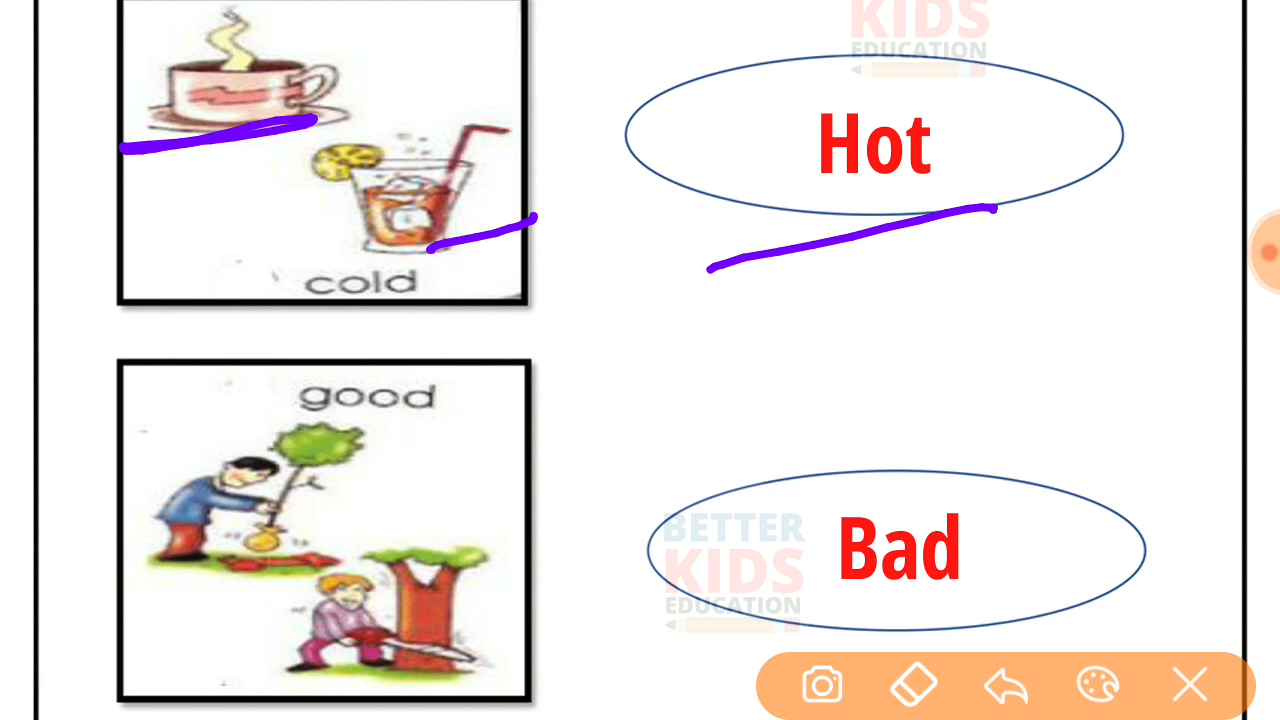 KIDS
EDUCATION
Hot
cold
good
BETTER
KIDS
EDUCATION
Bad